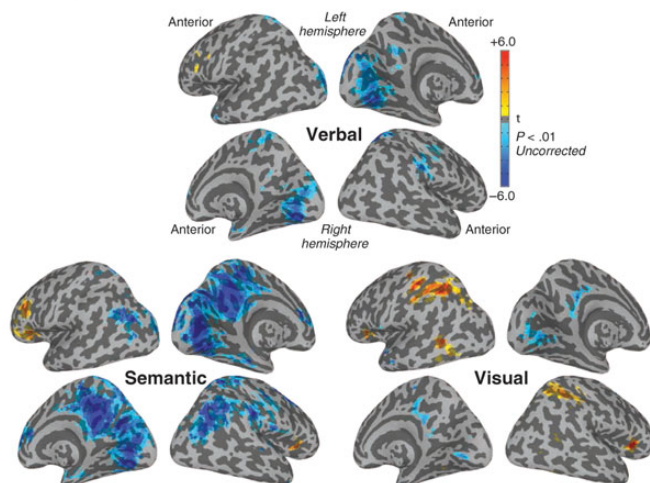 Anterior
Left
hemisphere
Anterior
+6.0
t
P < .01
Uncorrected
−6.0
Verbal
Anterior
Right
hemisphere
Anterior
Semantic
Visual